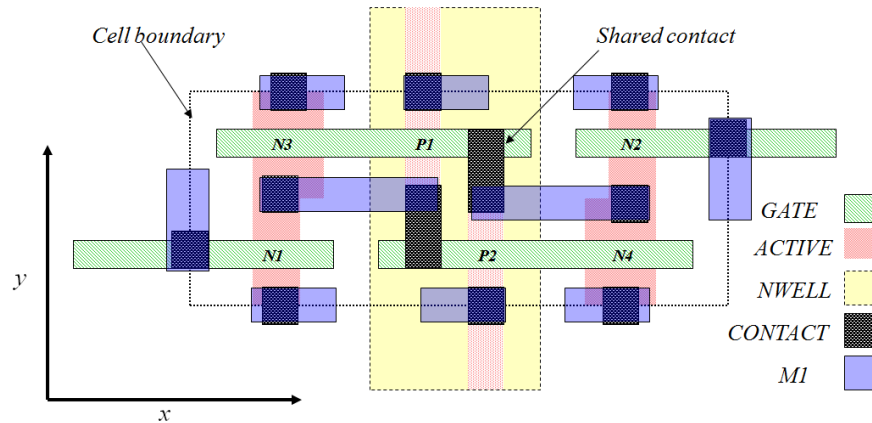 Cell boundary
Shared contact
N3
P1
N2
GATE
ACTIVE
N1
P2
N4
NWELL
y
CONTACT
M1
x